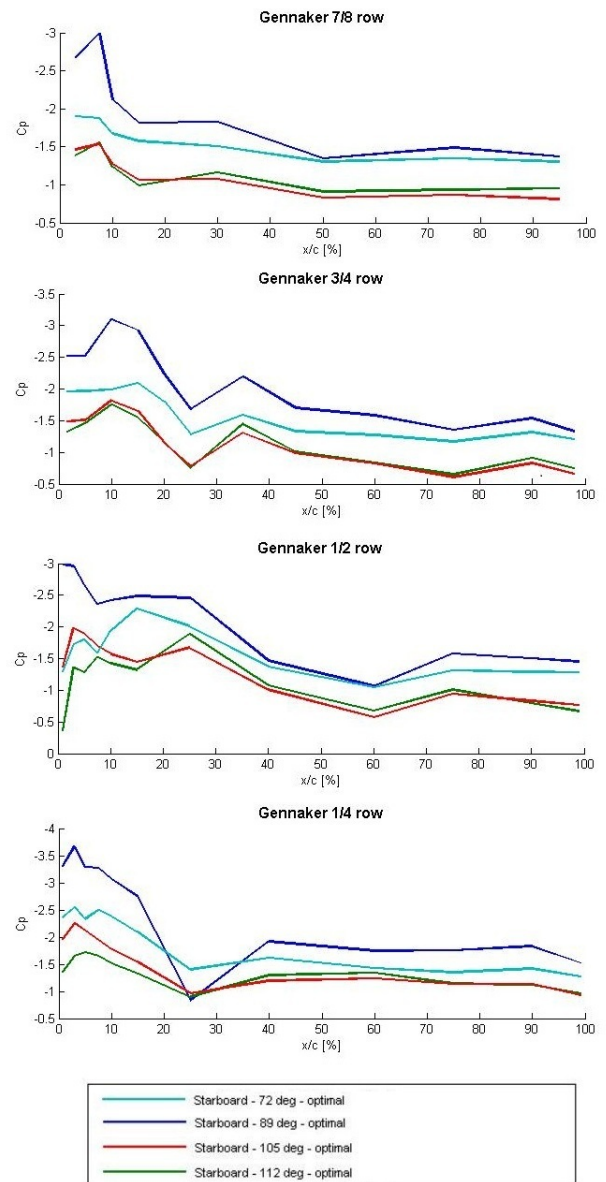 Gennaker 7/8 row
-3
-2.5
-2
-1.5
-1
-0.5
Cp
0 10 20 30 40 50 60 70 80 90 100
x/c [%]
Gennaker 3/4 row
-3.5
-3
-2.5
-2
-1.5
-1
-0.5
Cp
0 10 20 30 40 50 60 70 80 90 100
x/c [%]
Gennaker 1/2 row
-3
-2.5
-2
-1.5
-1
-0.5
0
Cp
0 10 20 30 40 50 60 70 80 90 100
x/c [%]
Gennaker 1/4 row
-4
-3.5
-3
-2.5
-2
-1.5
-1
-0.5
Cp
0 10 20 30 40 50 60 70 80 90 100
x/c [%]
Starboard - 72 deg - optimal
Starboard - 89 deg - optimal
Starboard - 105 deg - optimal
Starboard - 112 deg - optimal